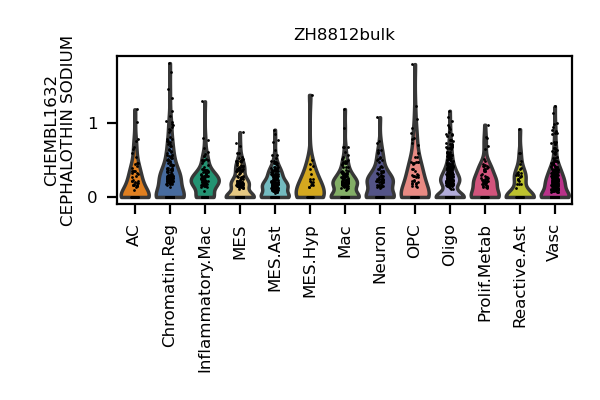 ZH8812bulk
CHEMBL1632
CEPHALOTHIN SODIUM
1
0
AC
Chromatin.Reg
Inflammatory.Mac
MES
MES.Ast
MES.Hyp
Mac
Neuron
OPC
Oligo
Prolif.Metab
Reactive.Ast
Vasc